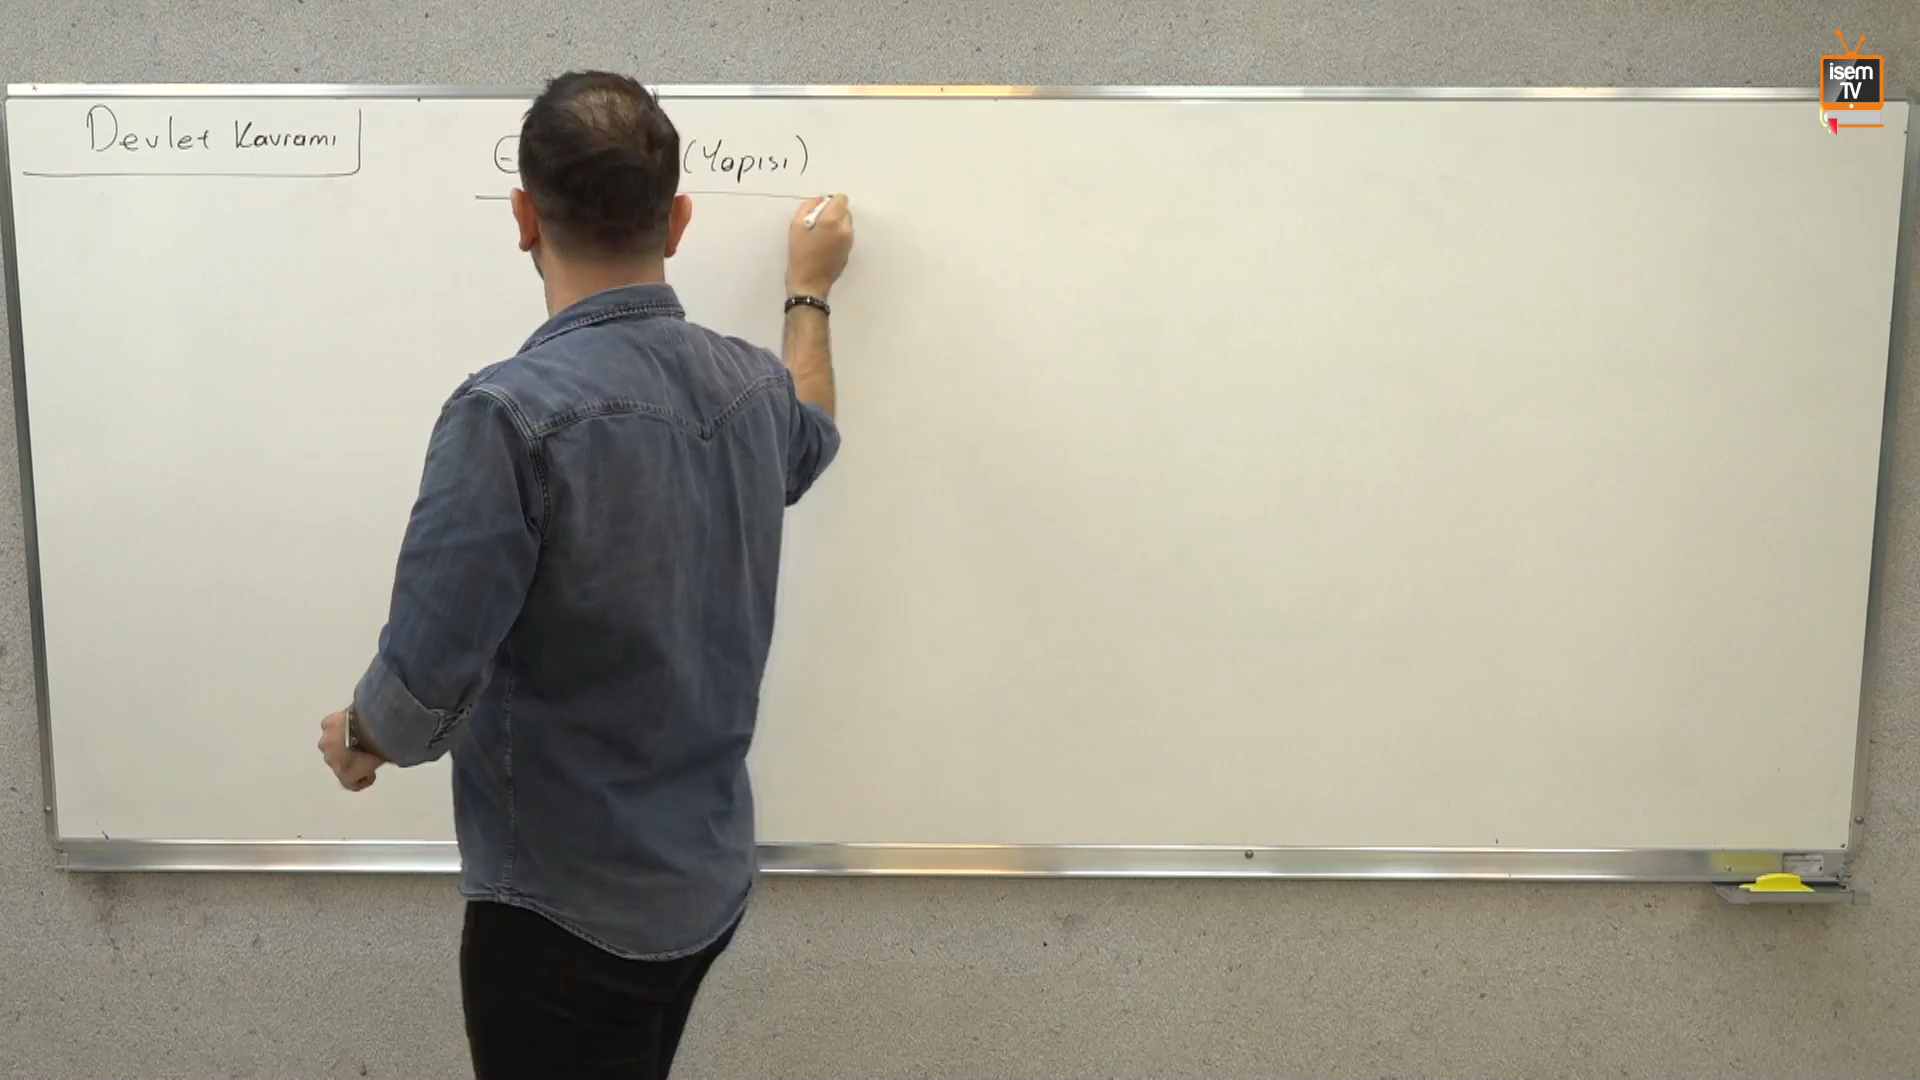 Devlet Kavramı
(Yapısı)
isem
TV